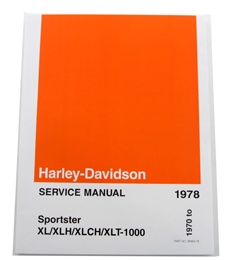 Harley-Davidson
SERVICE MANUAL 1978
1970 to
Sportster
XL/XLH/XLCH/XLT-1000